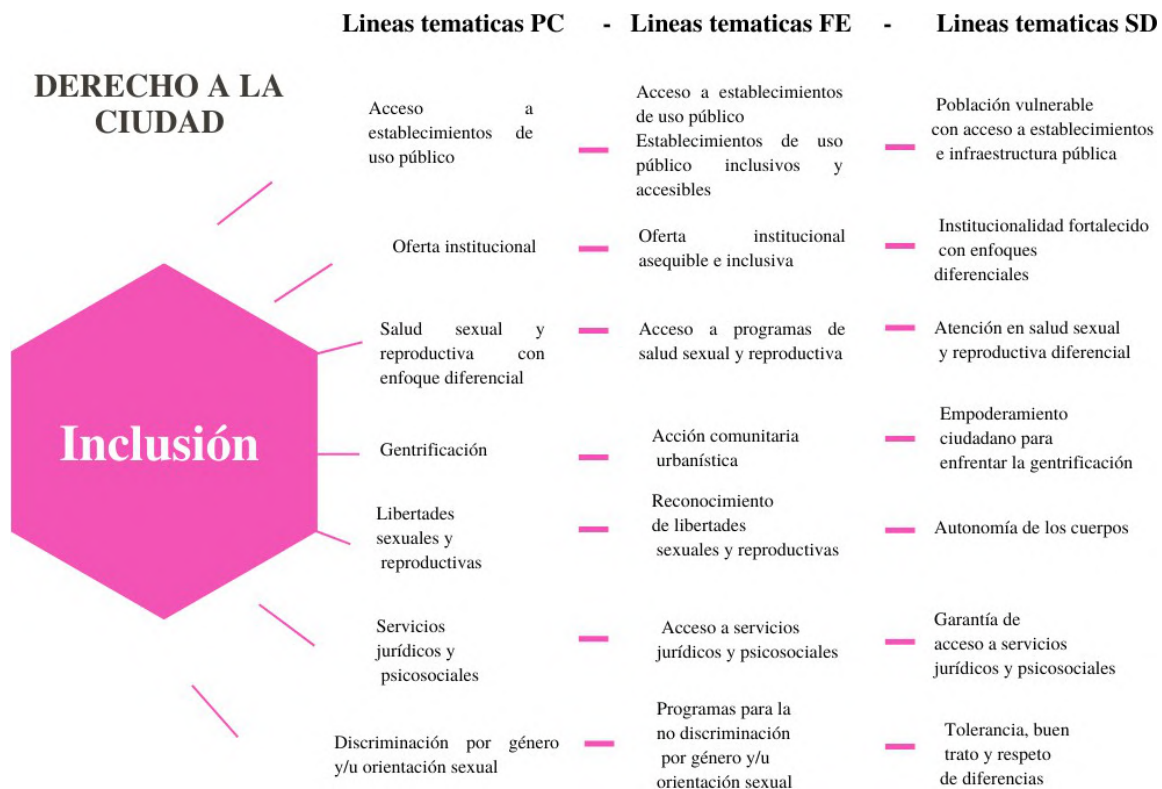 Lineas tematicas PC - Lineas tematicas FE - Lineas tematicas SD
DERECHO A LA
CIUDAD
Inclusión
Acceso a
establecimientos de
uso público
Acceso a establecimientos
de uso público
Establecimientos de uso
público inclusivos y
accesibles
Población vulnerable
con acceso a establecimientos
e infraestructura pública
Oferta institucional
Oferta institucional
asequible e inclusiva
Institucionalidad fortalecido
con enfoques
diferenciales
Salud sexual y
reproductiva con
enfoque diferencial
Acceso a programas de
salud sexual y reproductiva
Atención en salud sexual
y reproductiva diferencial
Gentrificación
Acción comunitaria
urbanística
Empoderamiento
ciudadano para
enfrentar la gentrificación
Libertades
sexuales y
reproductivas
Reconocimiento
de libertades
sexuales y reproductivas
Autonomía de los cuerpos
Servicios
jurídicos y
psicosociales
Acceso a servicios
jurídicos y psicosociales
Garantía de
acceso a servicios
jurídicos y psicosociales
Discriminación por género
y/u orientación sexual
Programas para la
no discriminación
por género y/u
orientación sexual
Tolerancia, buen
trato y respeto
de diferencias